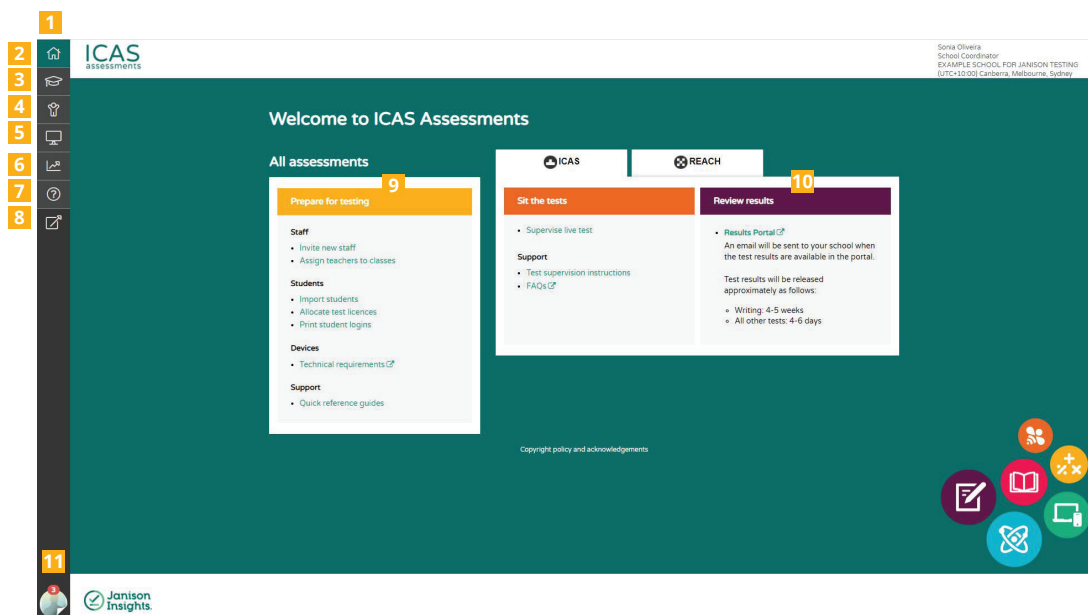 1
2
3
4
5
6
7
8
ICAS
assessments
Sonia Oliveira
School Coordinator
EXAMPLE SCHOOL FOR JANISON TESTING
(UTC+10:00) Canberra, Melbourne, Sydney
Welcome to ICAS Assessments
All assessments
ICAS
REACH
9
Prepare for testing
Staff
• Invite new staff
• Assign teachers to classes
Students
• Import students
• Allocate test licences
• Print student logins
Devices
• Technical requirements
Support
• Quick reference guides
Sit the tests
• Supervise live test
Support
• Test supervision instructions
• FAQs
10
Review results
• Results Portal
An email will be sent to your school when
the test results are available in the portal.
Test results will be released
approximately as follows:
Writing: 4-5 weeks
All other tests: 4-6 days
Copyright policy and acknowledgements
11
3
Janison
Insights.